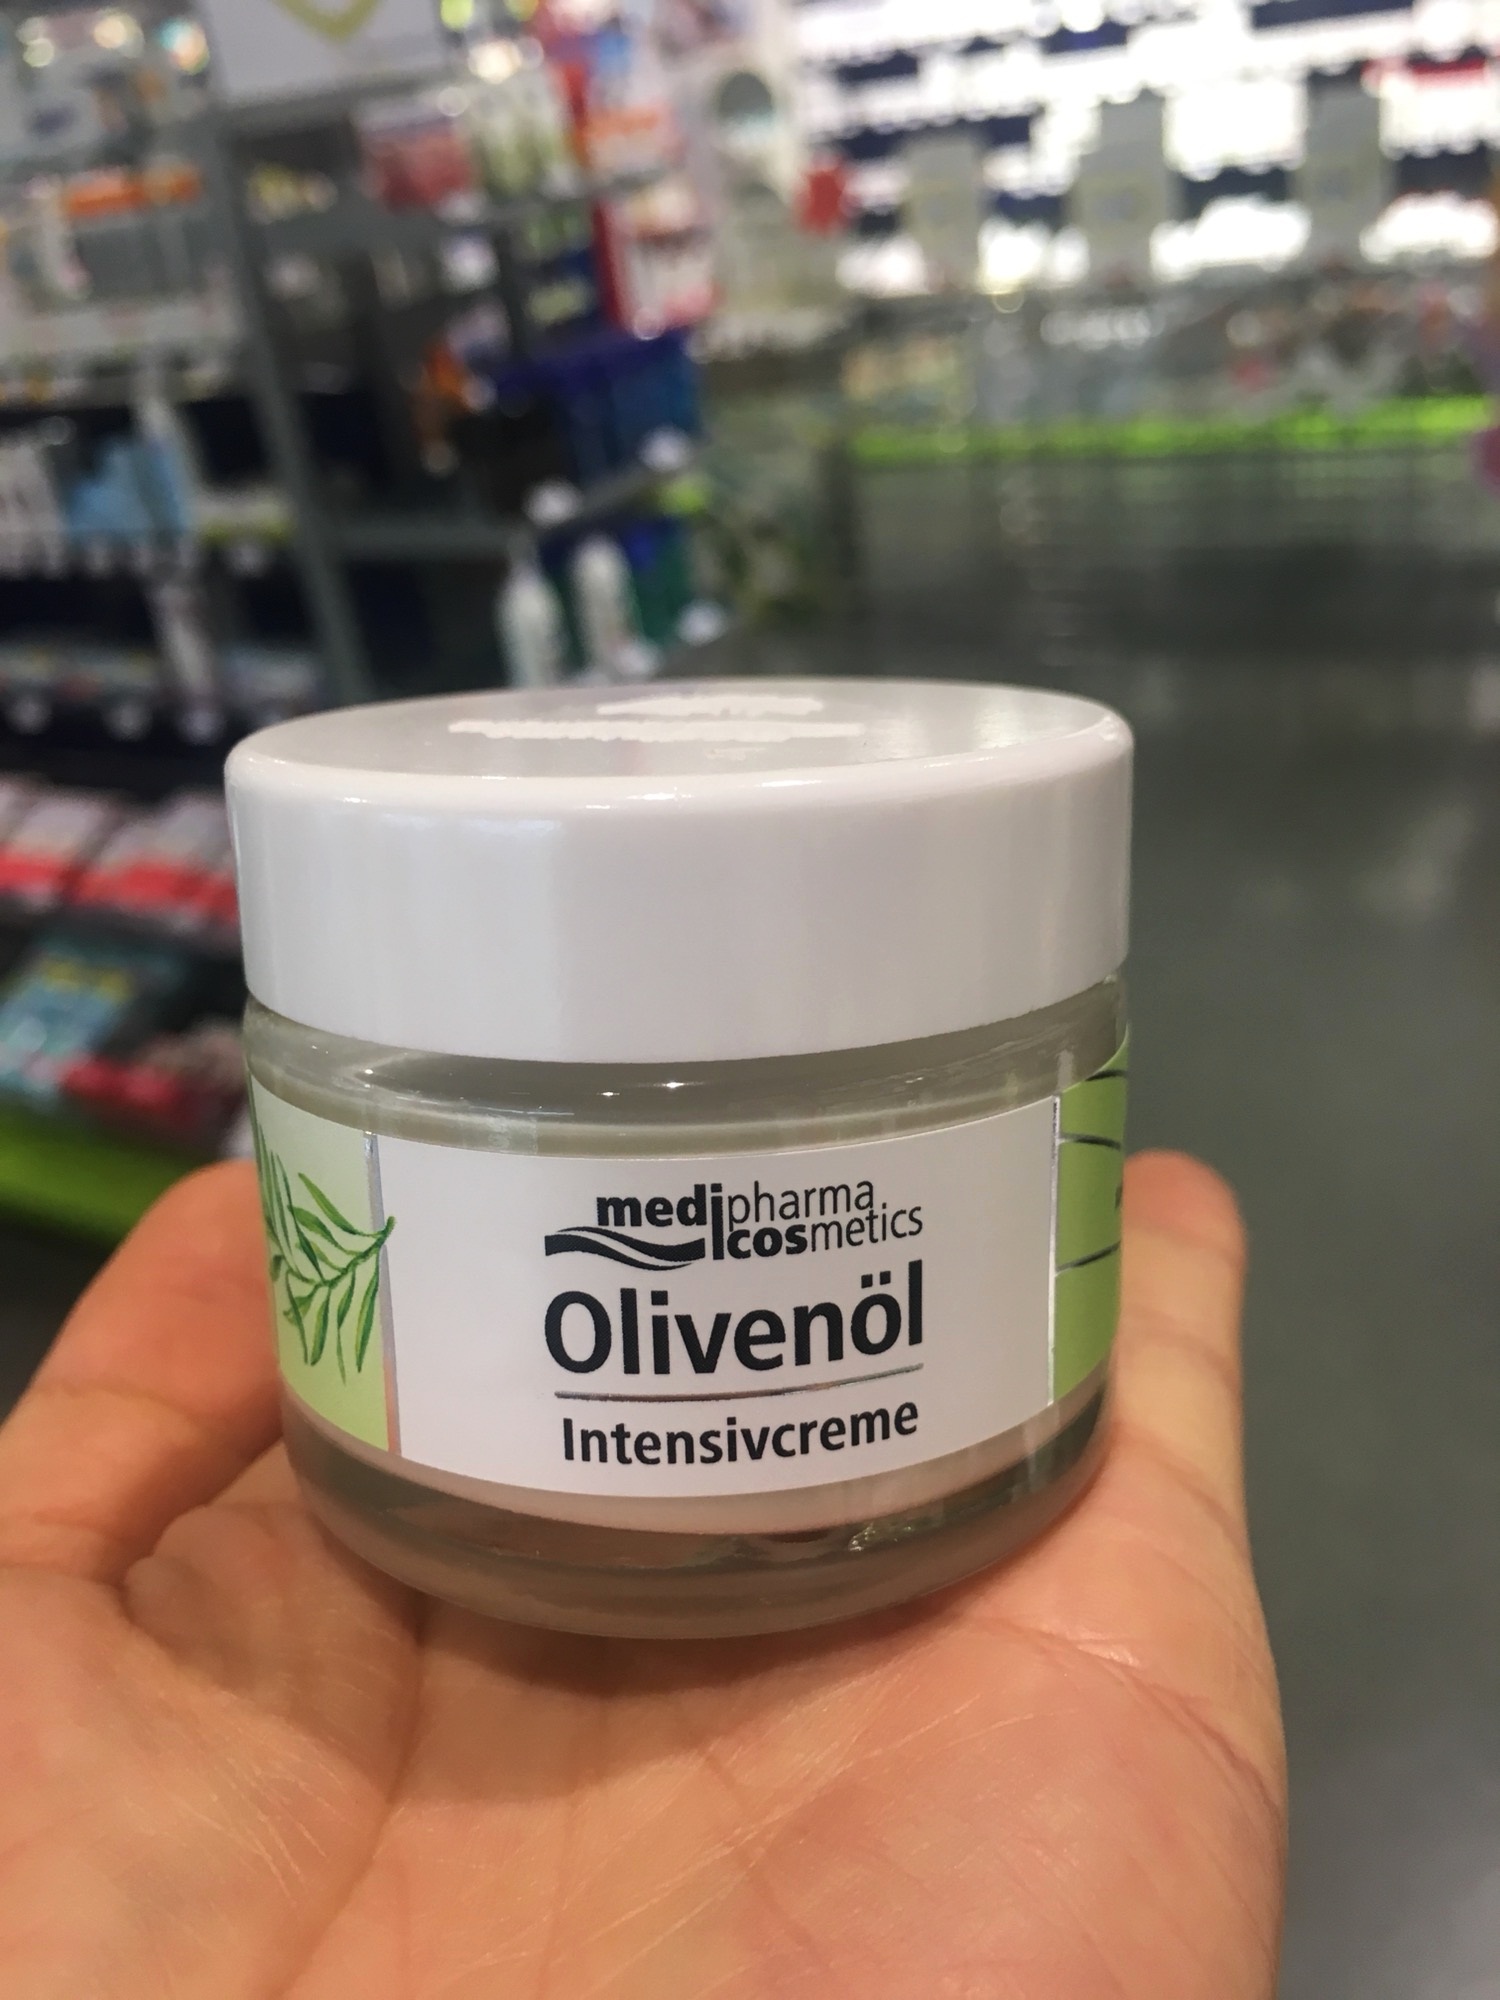 medipharma
cosmetics
Olivenöl
Intensivcreme